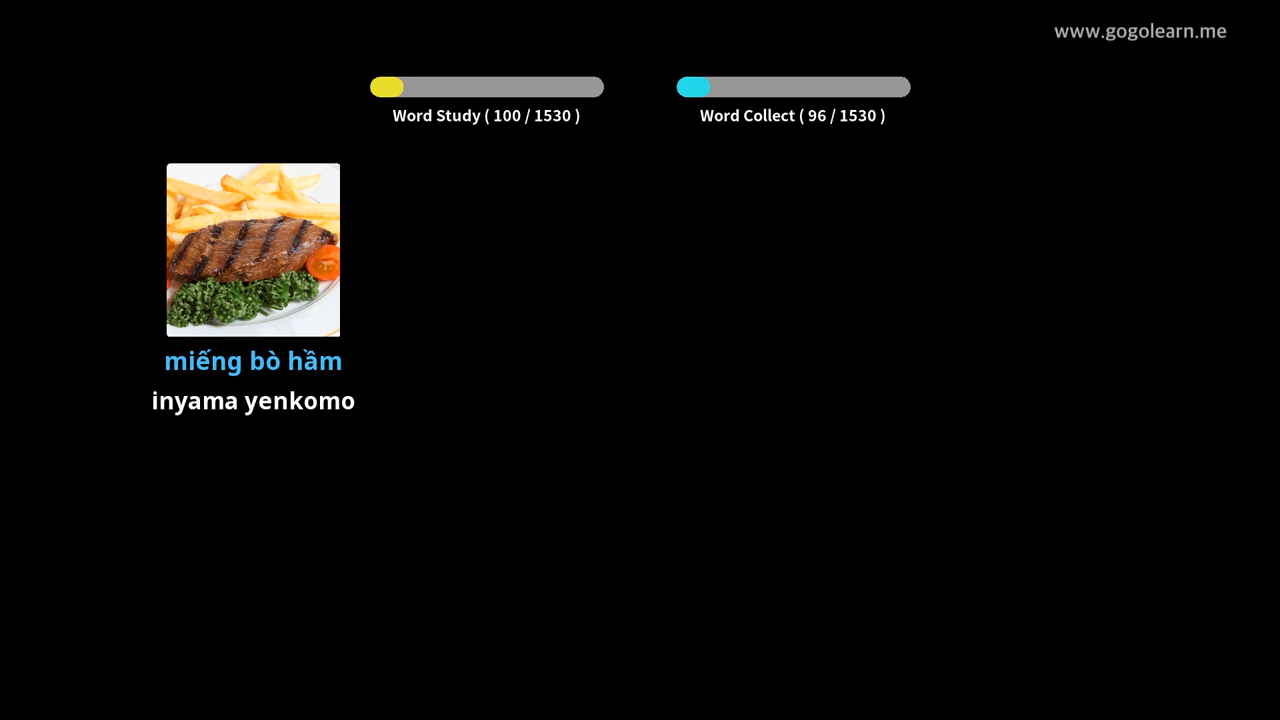 www.gogolearn.me
Word Study ( 100 / 1530 )
Word Collect ( 96 / 1530 )
miếng bò hầm
inyama yenkomo